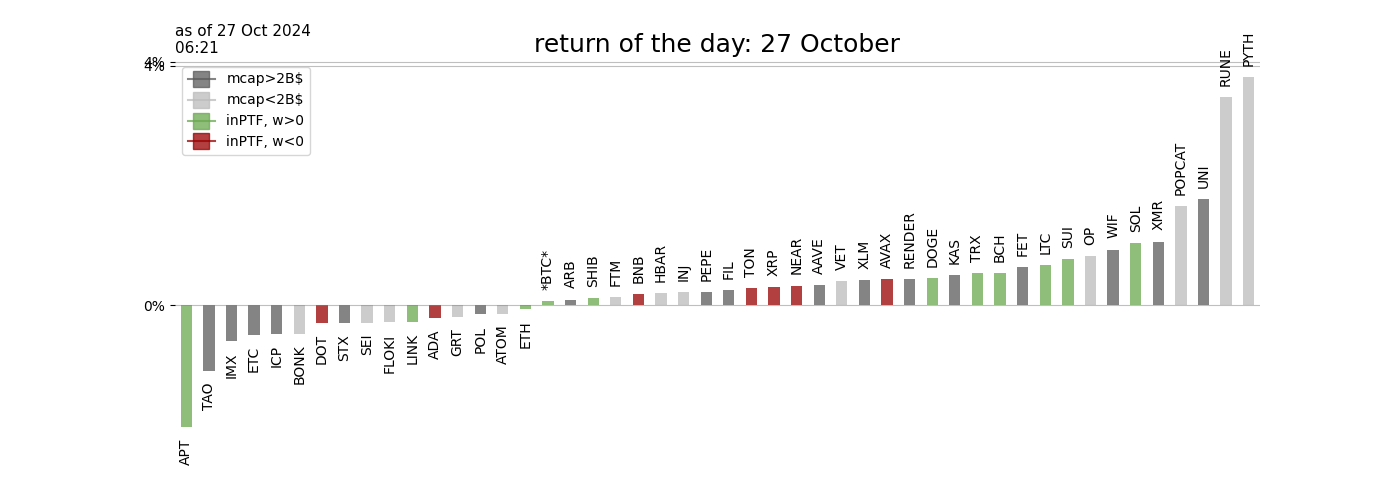 as of 27 Oct 2024
06:21
return of the day: 27 October
4%
4%
mcap>2B$
mcap<2B$
inPTF, w>0
inPTF, w<0
0%
APT
TAO
IMX
ETC
ICP
BONK
DOT
STX
SEI
FLOKI
LINK
ADA
GRT
POL
ATOM
ETH
*BTC*
ARB
SHIB
FTM
BNB
HBAR
INJ
PEPE
FIL
TON
XRP
NEAR
AAVE
VET
XLM
AVAX
RENDER
DOGE
KAS
TRX
BCH
FET
LTC
SUI
OP
WIF
SOL
XMR
POPCAT
UNI
RUNE
PYTH